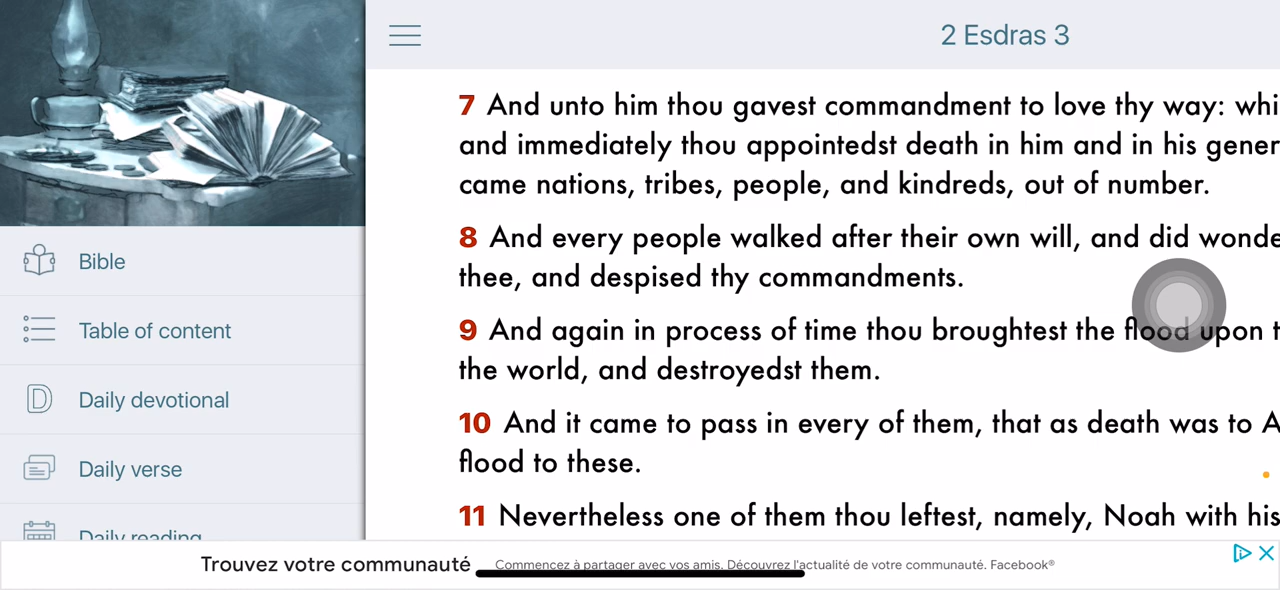 2 Esdras 3
7 And unto him thou gavest commandment to love thy way: whi
and immediately thou appointedst death in him and in his gener
came nations, tribes, people, and kindreds, out of number.
8 And every people walked after their own will, and did wonde
thee, and despised thy commandments.
9 And again in process of time thou broughtest the flood upon t
the world, and destroyedst them.
10 And it came to pass in every of them, that as death was to A
flood to these.
11 Nevertheless one of them thou leftest, namely, Noah with his
Bible
Table of content
Daily devotional
Daily verse
Daily reading
Trouvez votre communauté
Commencez à partager avec vos amis. Découvrez l'actualité de votre communauté. Facebook®